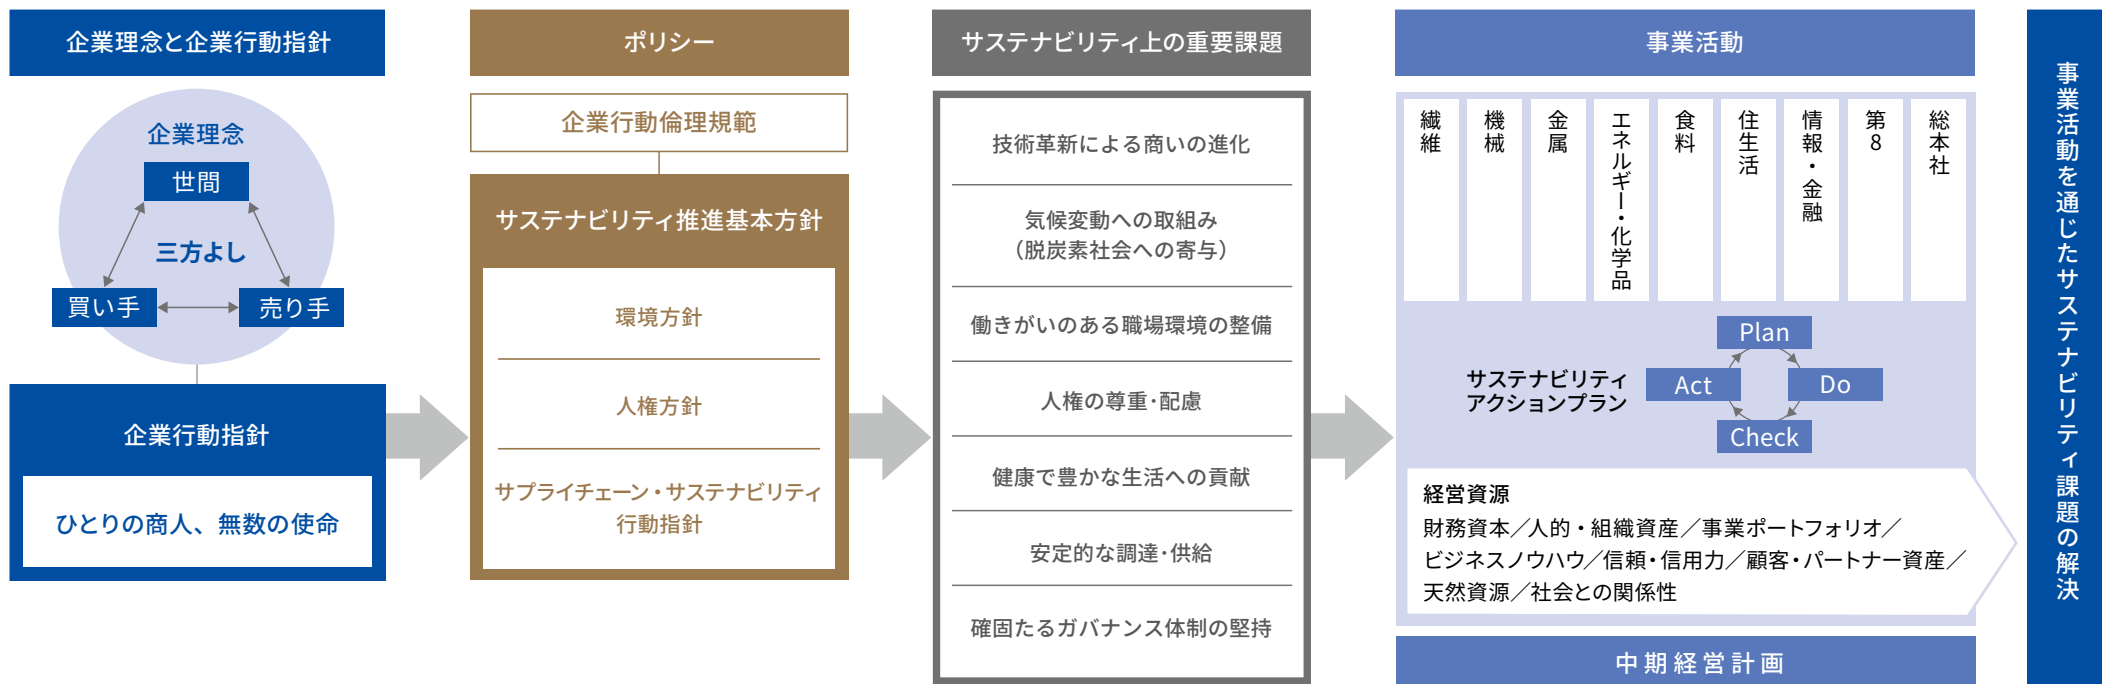 企業理念と企業行動指針
企業理念
世間
三方よし
買い手
売り手
企業行動指針
ひとりの商人、無数の使命
ポリシー
企業行動倫理規範
サステナビリティ推進基本方針
環境方針
人権方針
サプライチェーン・サステナビリティ
行動指針
サステナビリティ上の重要課題
技術革新による商いの進化
気候変動への取組み
（脱炭素社会への寄与）
働きがいのある職場環境の整備
人権の尊重・配慮
健康で豊かな生活への貢献
安定的な調達・供給
確固たるガバナンス体制の堅持
事業活動
繊維
機械
金属
エネルギー・化学品
食料
住生活
情報・金融
第8
総本社
サステナビリティ
アクションプラン
Plan
Do
Check
Act
経営資源
財務資本／人的・組織資産／事業ポートフォリオ／
ビジネスノウハウ／信頼・信用力／顧客・パートナー資産／
天然資源／社会との関係性
中期経営計画
事業活動を通じたサステナビリティ課題の解決